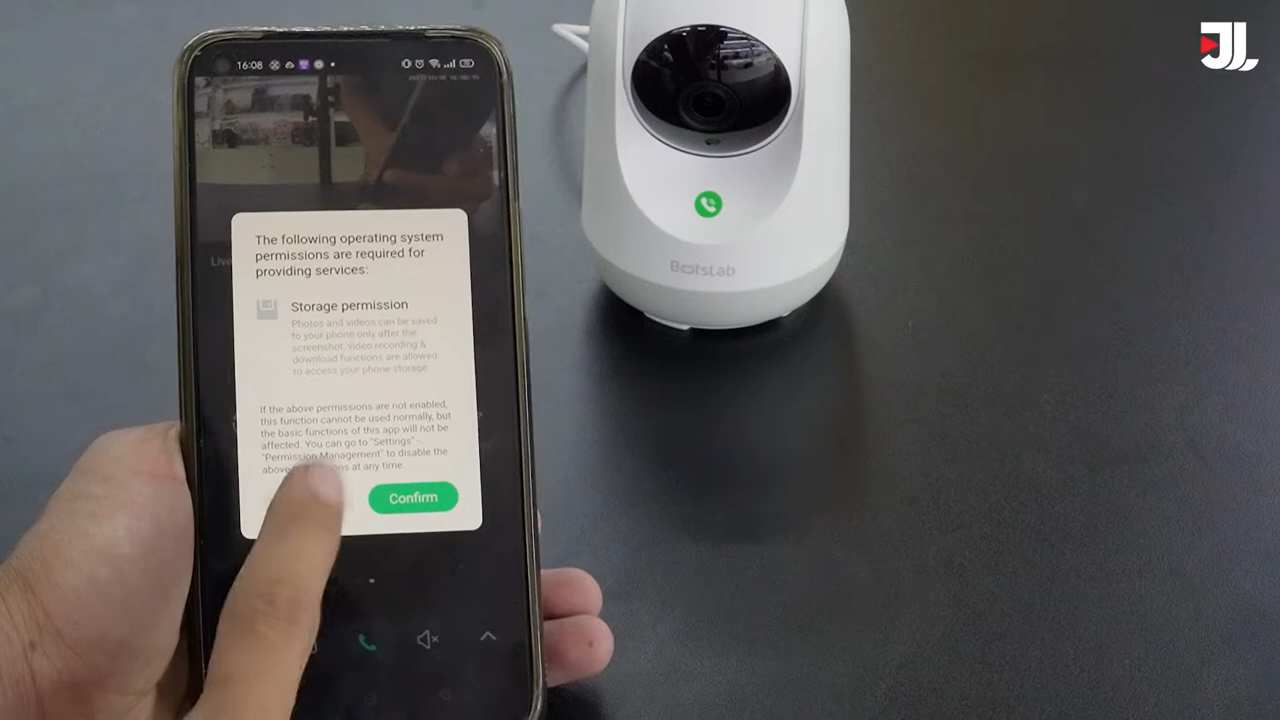 16:08
JL
Live
The following operating system
permissions are required for
providing services:
Storage permission
Photos and videos can be saved
to your phone only after the
screenshot, video recording &
download functions are allowed
to access your phone storage
If the above permissions are not enabled,
this function cannot be used normally, but
the basic functions of this app will not be
affected. You can go to "Settings" -
"Permission Management" to disable the
above at any time
Confirm
BotsLab